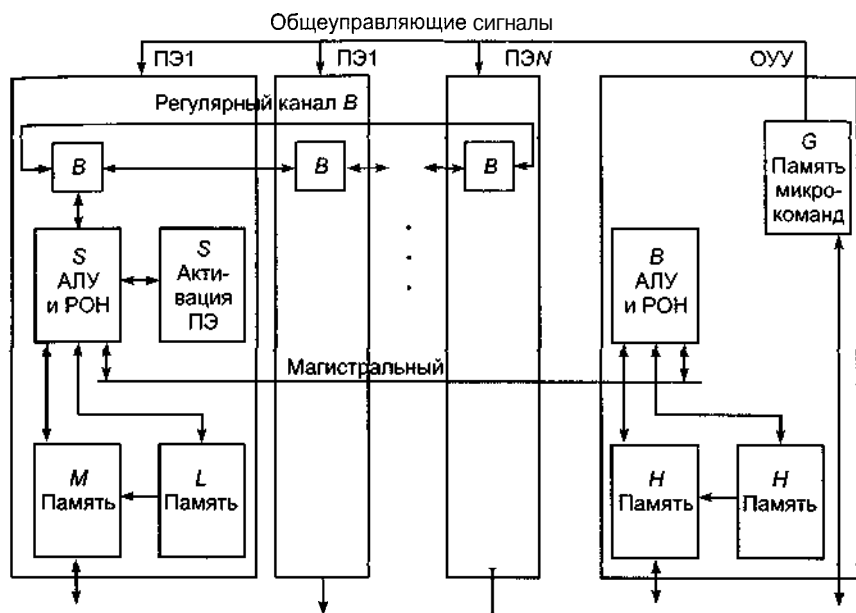 Общеуправляющие сигналы
ПЭ1
ПЭ1
ПЭN
ОУУ
Регулярный канал B
B
B
B
G
Память
микро-
команд
S
АЛУ
и РОН
S
Акти-
вация
ПЭ
B
АЛУ
и РОН
Магистральный
M
Память
L
Память
H
Память
H
Память